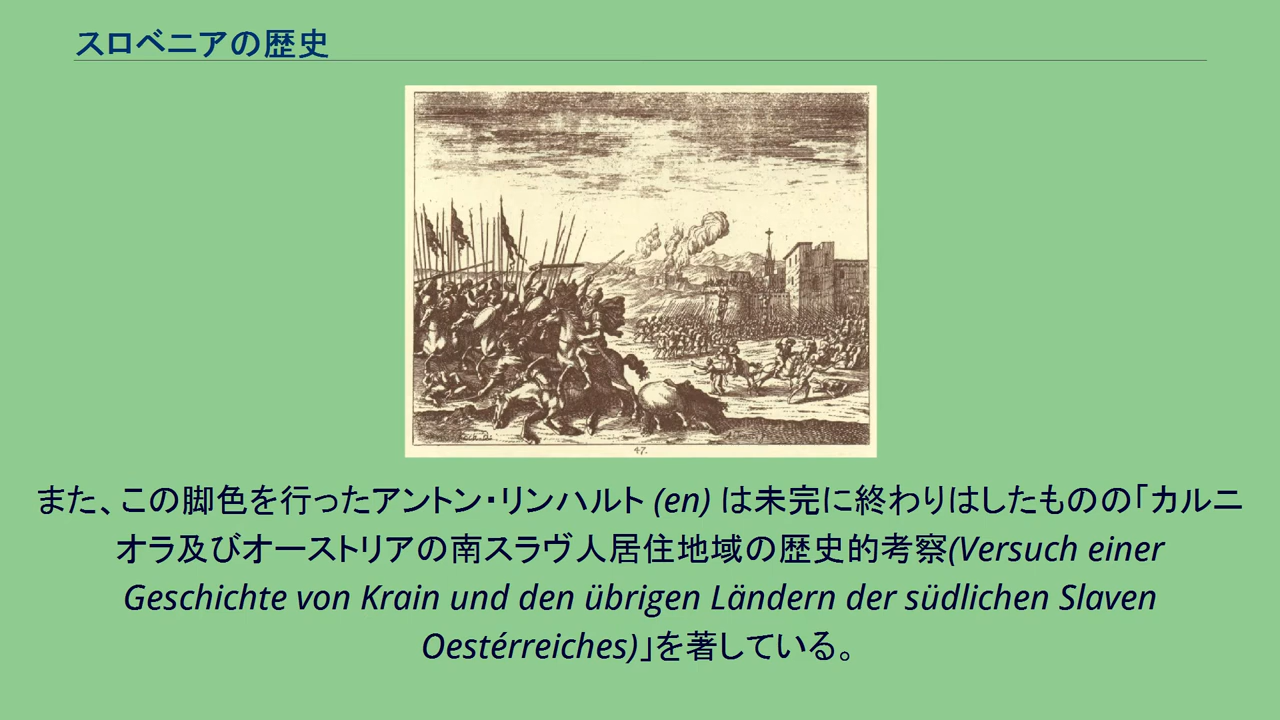 スロベニアの歴史
47.
また、この脚色を行ったアントン・リンハルト (en) は未完に終わりはしたものの「カルニ
オラ及びオーストリアの南スラヴ人居住地域の歴史的考察(Versuch einer
Geschichte von Krain und den übrigen Ländern der südlichen Slaven
Oestérreiches)」を著している。